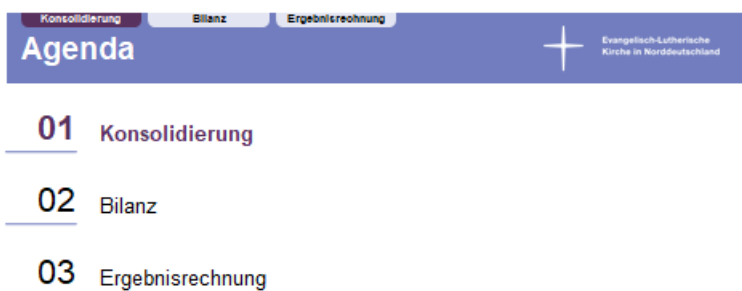 Konsolidierung Bilanz Ergebnisrechnung
Agenda
Evangelisch-Lutherische
Kirche in Norddeutschland
01 Konsolidierung
02 Bilanz
03 Ergebnisrechnung